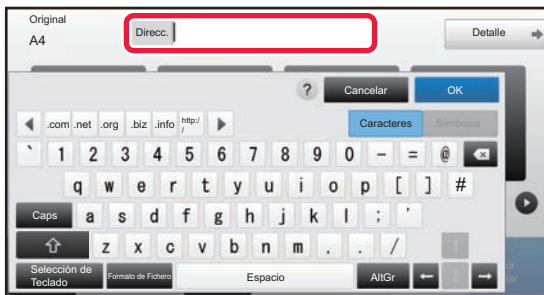 Original
A4
Direcc.
Detalle
?
Cancelar
OK
.com .net .org .biz .info http:/
/
Caracteres
Símbolos
` 1 2 3 4 5 6 7 8 9 0 - = @
q w e r t y u i o p [ ] #
Caps a s d f g h j k l ; '
z x c v b n m , . /
Selección de
Teclado
Formato de Fichero
Espacio
AltGr